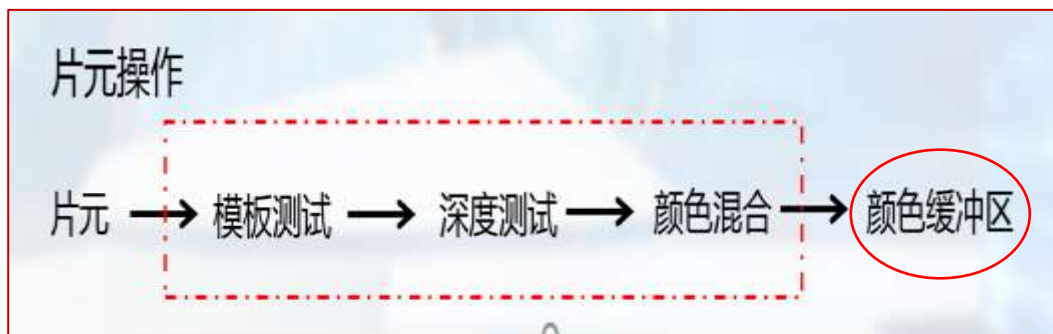 片元操作
片元 → 模板测试 → 深度测试 → 颜色混合 → 颜色缓冲区